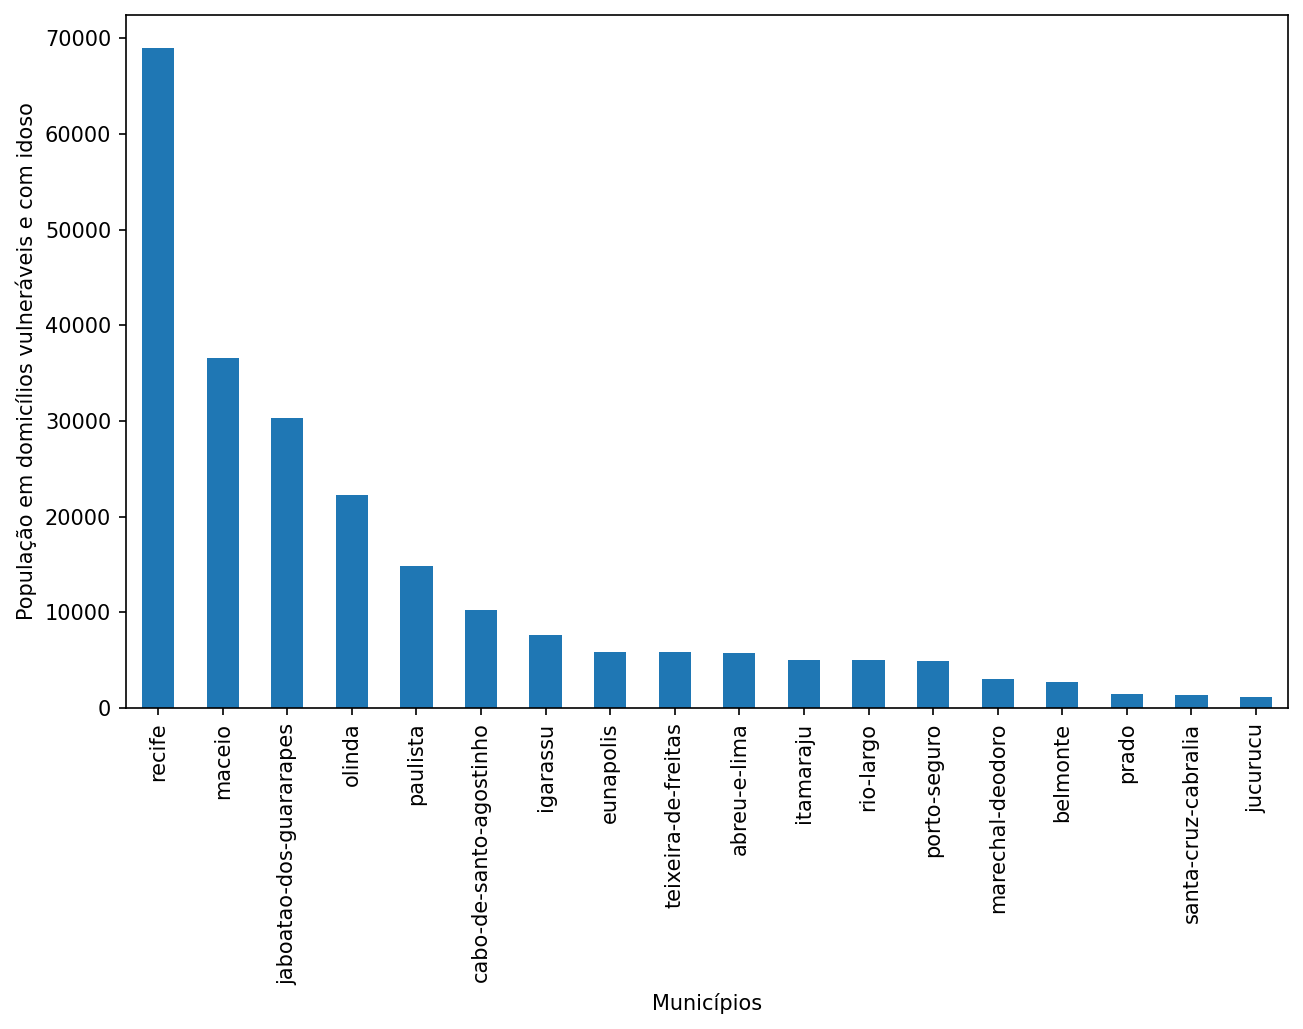 População em domicílios vulneráveis e com idoso
70000
60000
50000
40000
30000
20000
10000
0
recife
maceio
jaboatao-dos-guararapes
olinda
paulista
cabo-de-santo-agostinho
igarassu
eunapolis
teixeira-de-freitas
abreu-e-lima
itamaraju
rio-largo
porto-seguro
marechal-deodoro
belmonte
prado
santa-cruz-cabralia
jucurucu
Municípios